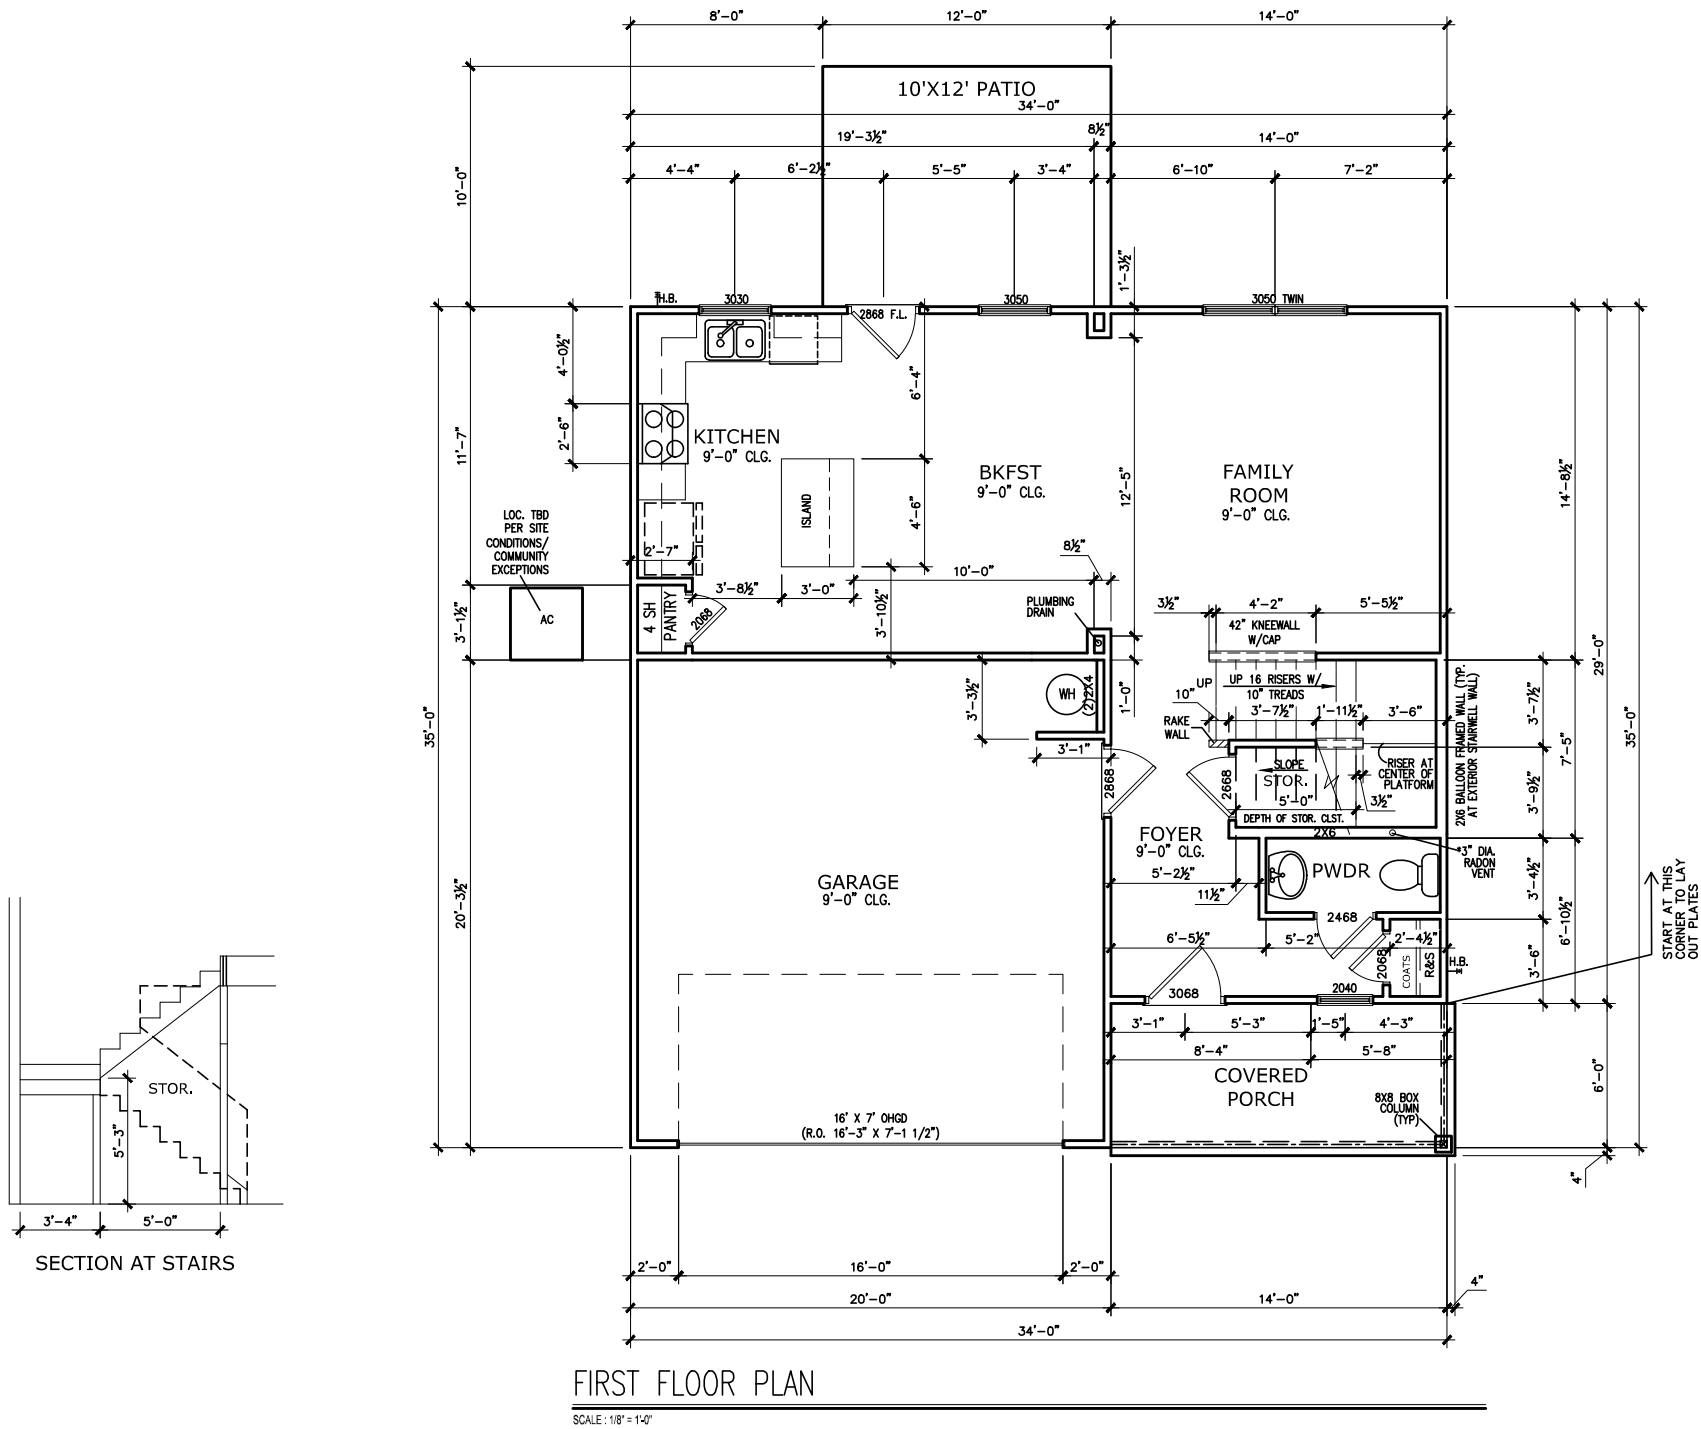 8'-0"
12'-0"
14'-0"
10'X12' PATIO
34'-0"
19'-3½"
8½"
14'-0"
4'-4"
6'-2½"
5'-5"
3'-4"
6'-10"
7'-2"
10'-0"
1'-3½"
H.B.
3030
2868 F.L.
3050
3050 TWIN
4'-0½"
2'-6"
11'-7"
3'-1½"
35'-0"
20'-3½"
KITCHEN
9'-0" CLG.
6'-4"
4'-6"
ISLAND
BKFST
9'-0" CLG.
12'-5"
FAMILY
ROOM
9'-0" CLG.
14'-8½"
29'-0"
35'-0"
LOC. TBD
PER SITE
CONDITIONS/
COMMUNITY
EXCEPTIONS
AC
2'-7"
3'-8½"
3'-0"
10'-0"
8½"
3'-10½"
4 SH
PANTRY
2068
PLUMBING
DRAIN
3½"
4'-2"
5'-5½"
42" KNEEWALL
W/CAP
UP
UP 16 RISERS W/
10" TREADS
10"
3'-7½"
1'-11½"
3'-6"
RAKE
WALL
WH
(2)2X4
3'-3½"
1'-0"
3'-1"
2868
2668
SLOPE
STOR.
5'-0"
3½"
DEPTH OF STOR. CLST.
2X6
RISER AT
CENTER OF
PLATFORM
2X6 BALLOON FRAMED WALL (TYP.
AT EXTERIOR STAIRWELL WALL)
3'-7½"
7'-5"
3'-9½"
3'-4½"
6'-10½"
3'-6"
FOYER
9'-0" CLG.
5'-2½"
11½"
PWDR
*3" DIA.
RADON
VENT
2468
GARAGE
9'-0" CLG.
6'-5½"
5'-2"
2'-4½"
2068
COATS
R&S
H.B.
3068
2040
START AT THIS
CORNER TO LAY
OUT PLATES
3'-1"
5'-3"
1'-5"
4'-3"
8'-4"
5'-8"
COVERED
PORCH
8X8 BOX
COLUMN
(TYP)
6'-0"
4"
16' X 7' OHGD
(R.O. 16'-3" X 7'-1 1/2")
STOR.
5'-3"
3'-4"
5'-0"
SECTION AT STAIRS
2'-0"
16'-0"
2'-0"
20'-0"
14'-0"
4"
34'-0"
FIRST FLOOR PLAN
SCALE : 1/8" = 1'-0"